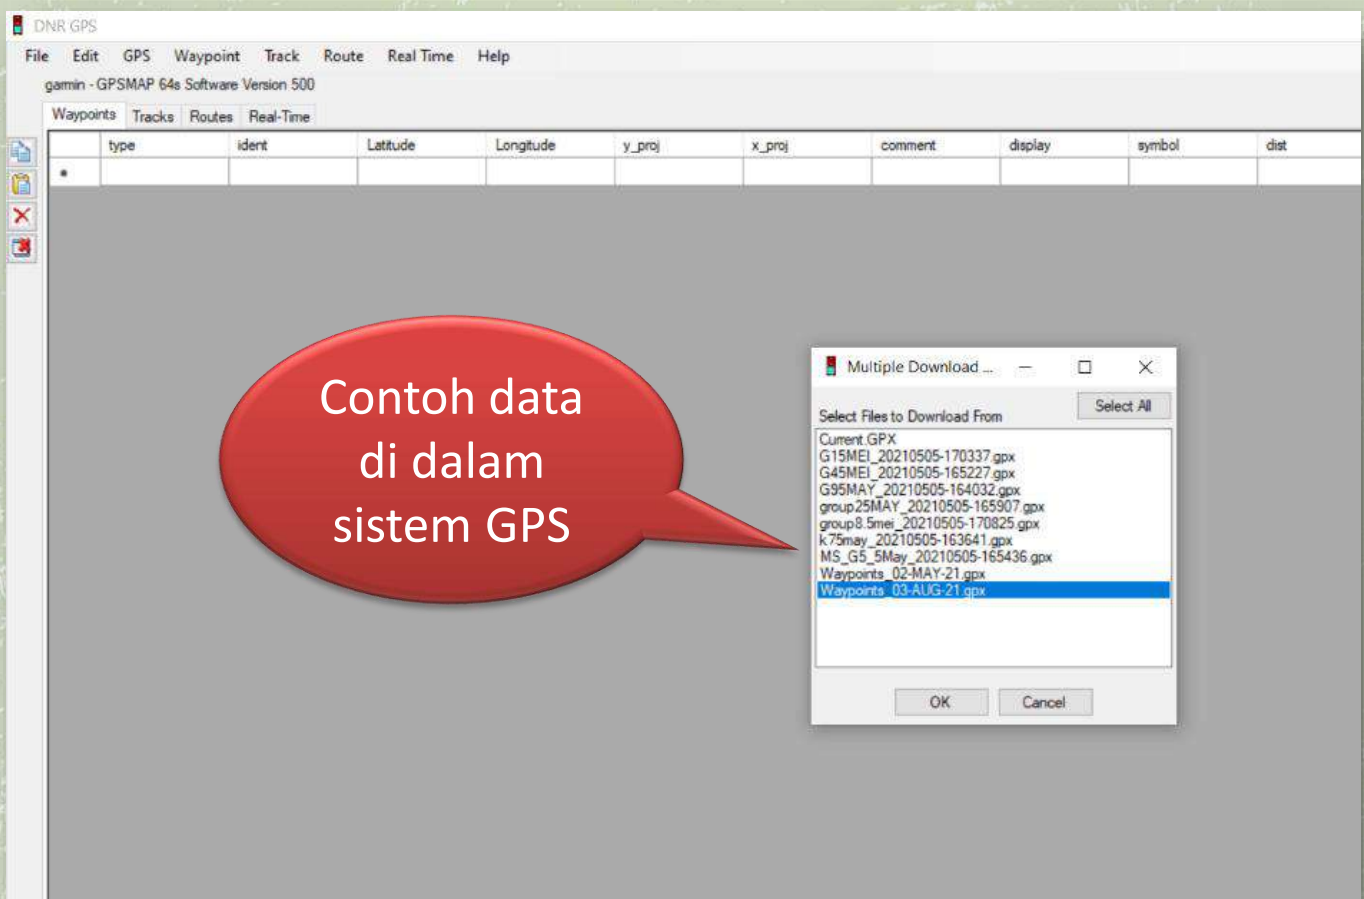 DNR GPS
File Edit GPS Waypoint Track Route Real Time Help
garmin - GPSMAP 64s Software Version 500
Waypoints Tracks Routes Real-Time
type ident Latitude Longitude y_proj x_proj comment display symbol dist
Contoh data
di dalam
sistem GPS
Multiple Download ...
Select All
Select Files to Download From
Current.GPX
G15MEI_20210505-170337.gpx
G45MEI_20210505-165227.gpx
G95MAY_20210505-164032.gpx
group25MAY_20210505-165907.gpx
group8.5mei_20210505-170825.gpx
k75may_20210505-163641.gpx
MS_G5_5May_20210505-165436.gpx
Waypoints_02-MAY-21.gpx
Waypoints_03-AUG-21.gpx
OK Cancel